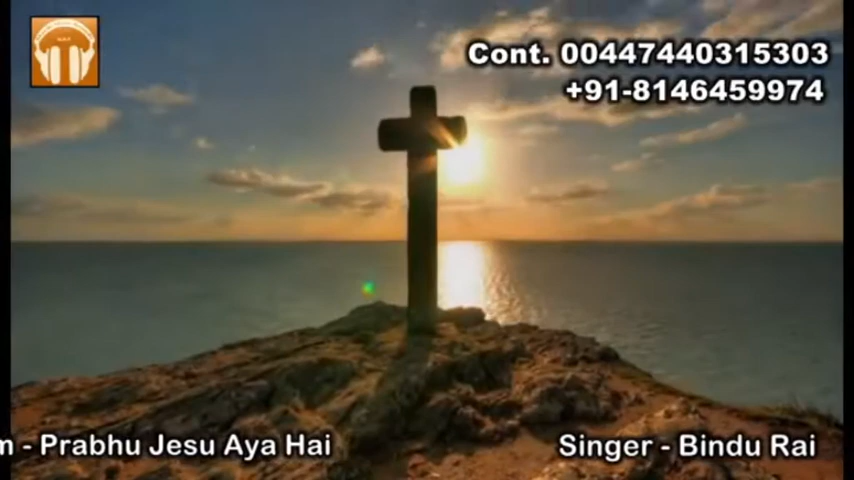 Cont. 00447440315303
+91-8146459974
m - Prabhu Jesu Aya Hai
Singer - Bindu Rai